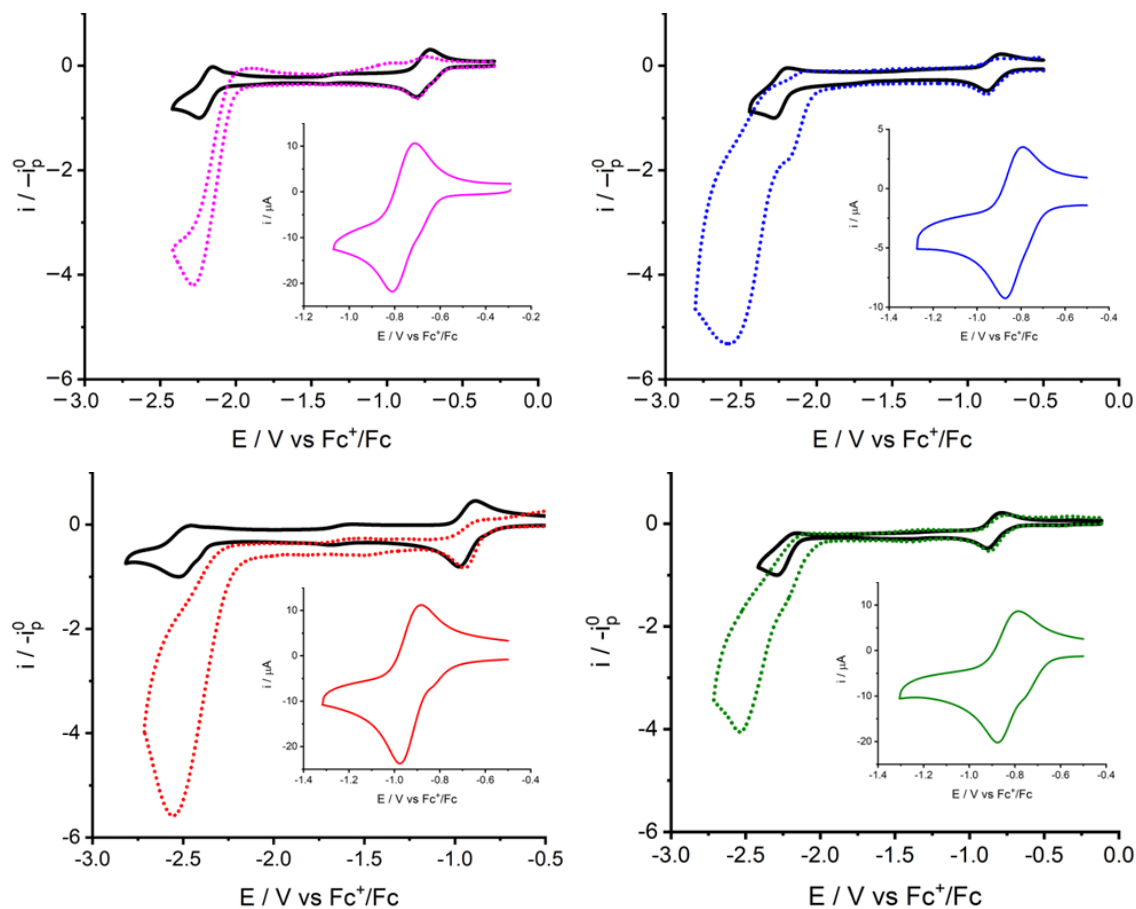 0
−2
−4
−6
−3.0 −2.5 −2.0 −1.5 −1.0 −0.5 0.0
E / V vs Fc⁺/Fc
i / −i⁰ₚ
10
0
-10
-20
-1.2 -1.0 -0.8 -0.6 -0.4 -0.2
E / V vs Fc⁺/Fc
i / µA
0
−2
−4
−6
−3.0 −2.5 −2.0 −1.5 −1.0 −0.5 0.0
E / V vs Fc⁺/Fc
i / −i⁰ₚ
5
0
-5
-10
-1.4 -1.2 -1.0 -0.8 -0.6 -0.4
E / V vs Fc⁺/Fc
i / µA
0
-2
-4
-6
-3.0 -2.5 -2.0 -1.5 -1.0 -0.5
E / V vs Fc⁺/Fc
i / -i⁰ₚ
10
0
-10
-20
-1.4 -1.2 -1.0 -0.8 -0.6 -0.4
E / V vs Fc⁺/Fc
i / µA
0
-2
-4
-6
-3.0 -2.5 -2.0 -1.5 -1.0 -0.5 0.0
E / V vs Fc⁺/Fc
i / -i⁰ₚ
10
0
-10
-20
-1.4 -1.2 -1.0 -0.8 -0.6 -0.4
E / V vs Fc⁺/Fc
i / µA